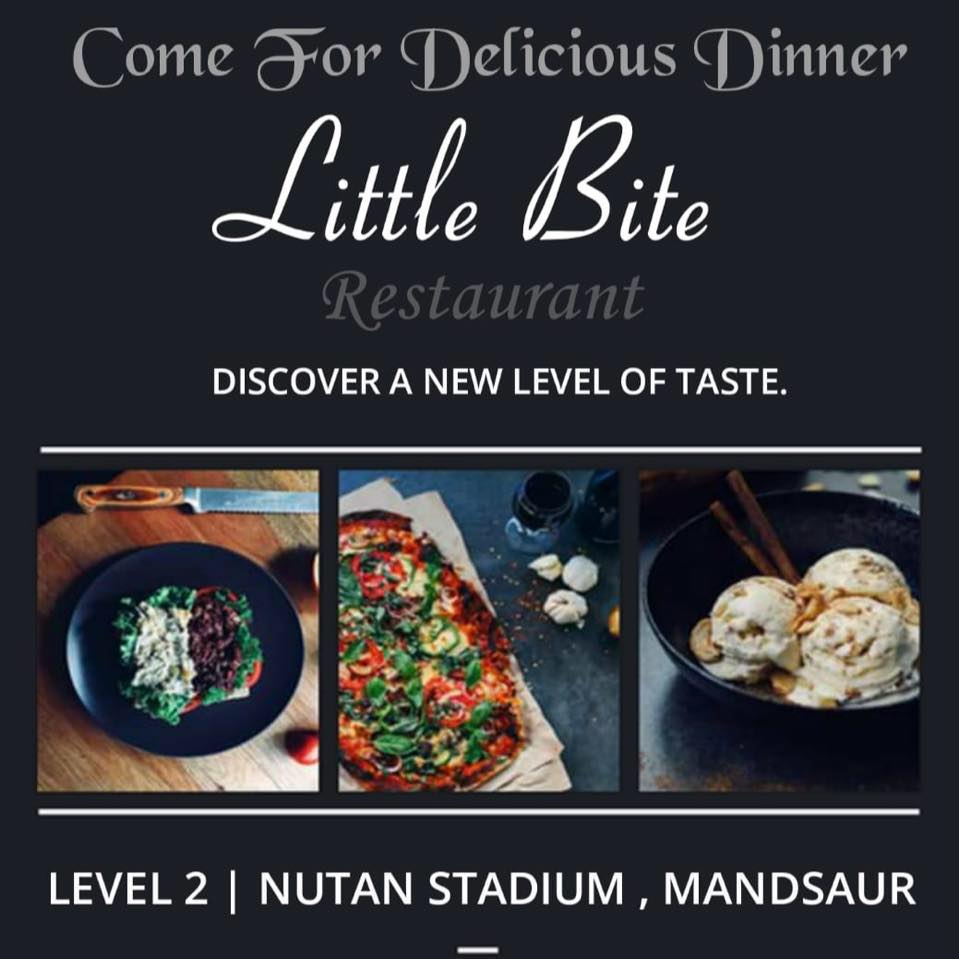 Come For Delicious Dinner
Little Bite
Restaurant
DISCOVER A NEW LEVEL OF TASTE.
LEVEL 2 | NUTAN STADIUM , MANDSAUR